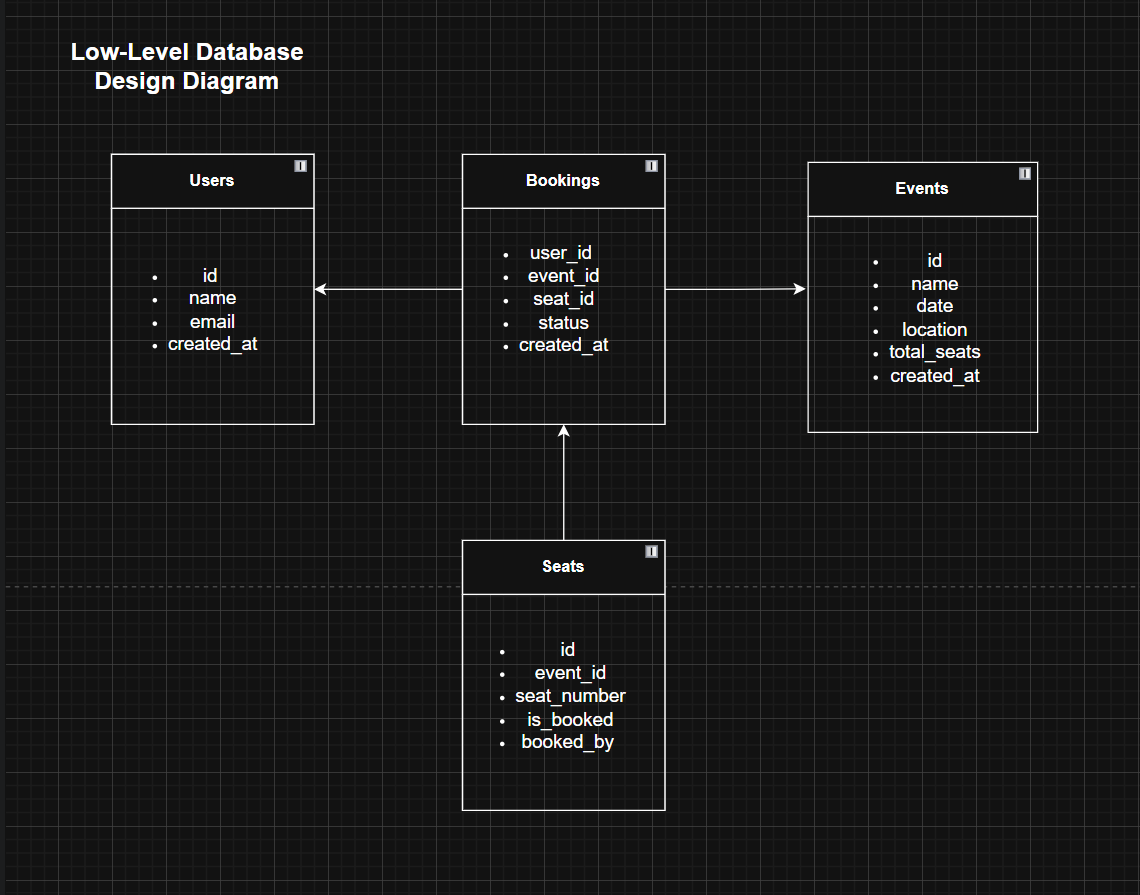 Low-Level Database
Design Diagram
Users
id
name
email
created_at
Bookings
user_id
event_id
seat_id
status
created_at
Events
id
name
date
location
total_seats
created_at
Seats
id
event_id
seat_number
is_booked
booked_by